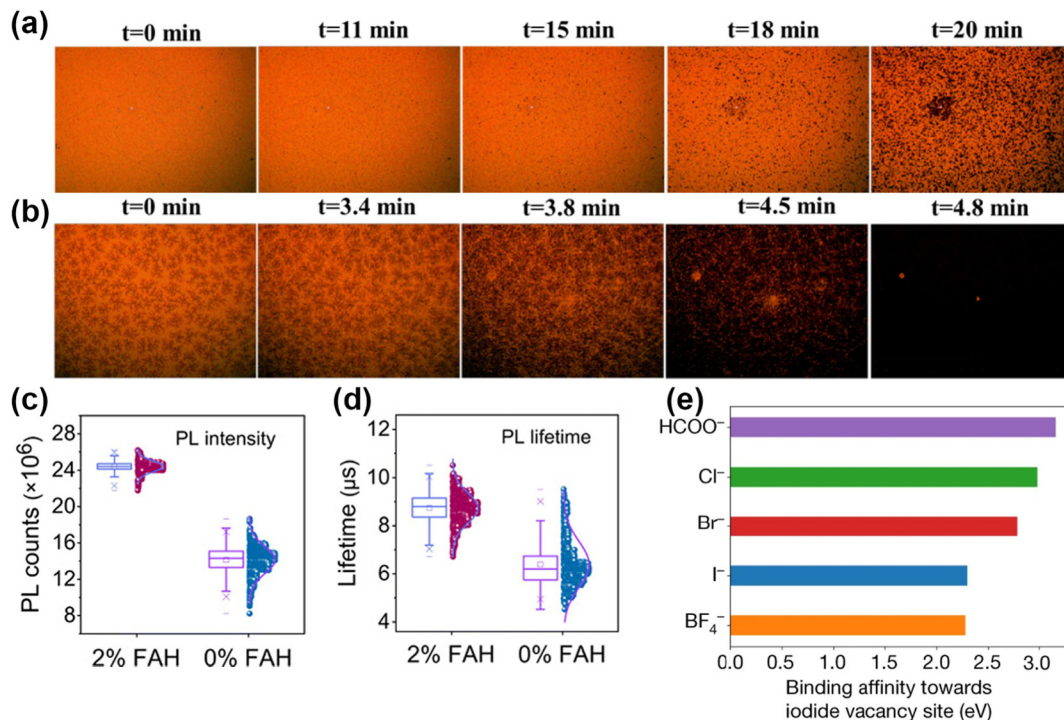 (a)
t=0 min t=11 min t=15 min t=18 min t=20 min
(b)
t=0 min t=3.4 min t=3.8 min t=4.5 min t=4.8 min
(c)
PL intensity
PL counts (×10⁶)
28
24
20
16
12
8
2% FAH 0% FAH
(d)
PL lifetime
Lifetime (µs)
12
10
8
6
4
2% FAH 0% FAH
(e)
HCOO⁻
Cl⁻
Br⁻
I⁻
BF₄⁻
0.0 0.5 1.0 1.5 2.0 2.5 3.0
Binding affinity towards
iodide vacancy site (eV)